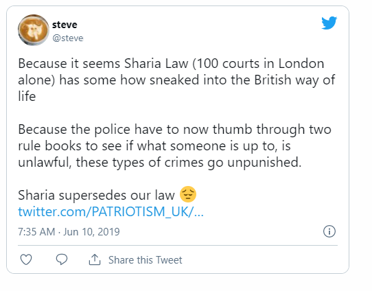 steve
@steve
Because it seems Sharia Law (100 courts in London
alone) has some how sneaked into the British way of
life
Because the police have to now thumb through two
rule books to see if what someone is up to, is
unlawful, these types of crimes go unpunished.
Sharia supersedes our law 😔
twitter.com/PATRIOTISM_UK/...
7:35 AM · Jun 10, 2019
Share this Tweet